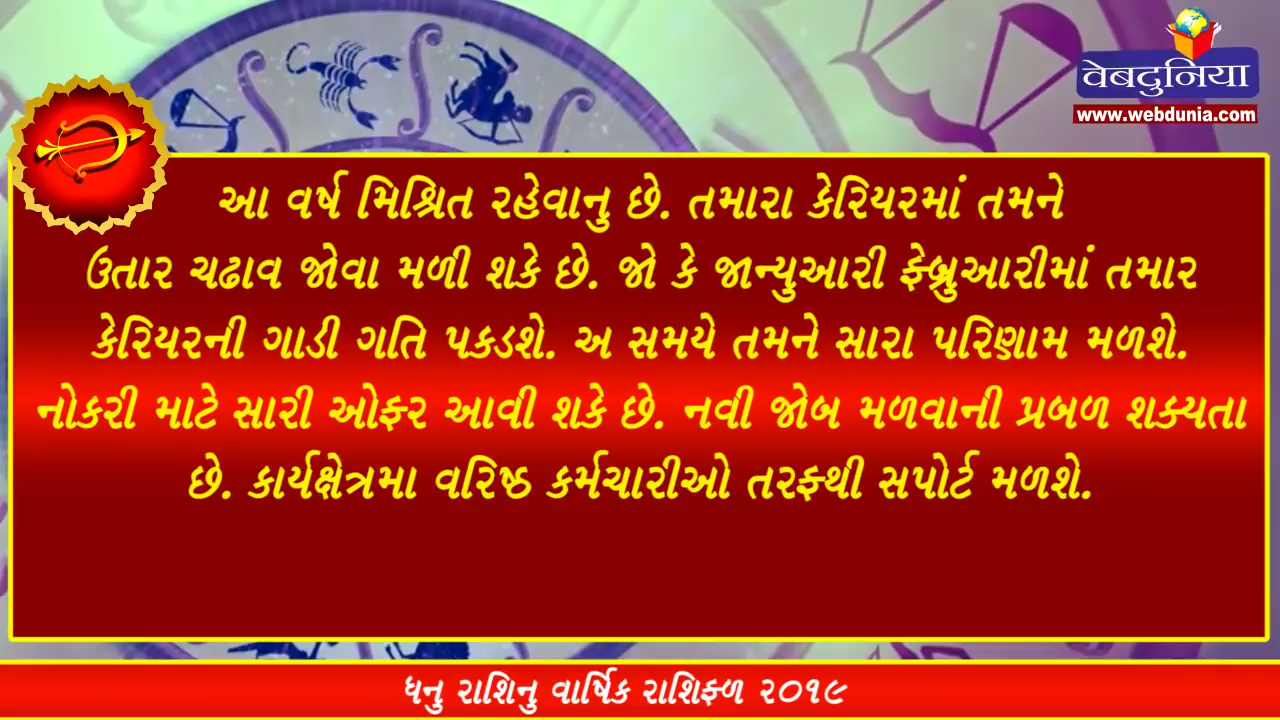 वेबदुनिया
www.webdunia.com
આ વર્ષ મિશ્રિત રહેવાનુ છે. તમારા કેરિયરમાં તમને
ઉતાર ચઢાવ જોવા મળી શકે છે. જો કે જાન્યુઆરી ફેબ્રુઆરીમાં તમાર
કેરિયરની ગાડી ગતિ પકડશે. અ સમયે તમને સારા પરિણામ મળશે.
નોકરી માટે સારી ઓફર આવી શકે છે. નવી જોબ મળવાની પ્રબળ શક્યતા
છે. કાર્યક્ષેત્રમા વરિષ્ઠ કર્મચારીઓ તરફથી સપોર્ટ મળશે.
ધનુ રાશિનુ વાર્ષિક રાશિફળ ૨૦૧૯